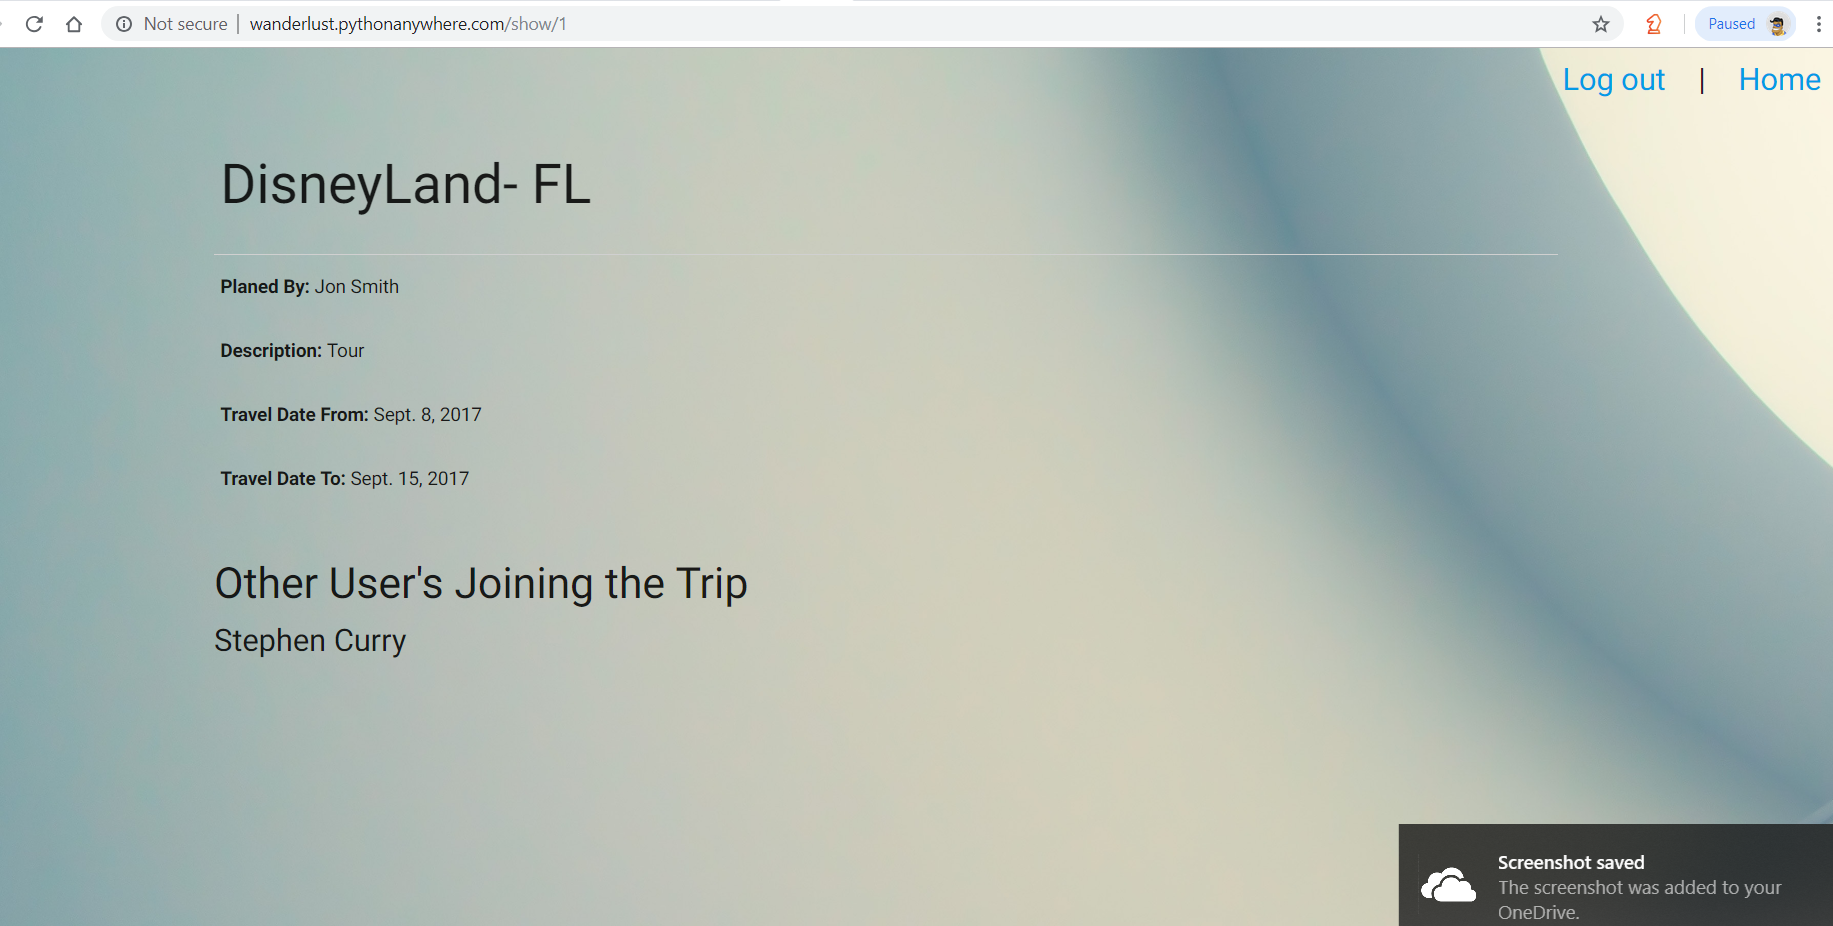 Not secure | wanderlust.pythonanywhere.com/show/1
Paused
Log out | Home
DisneyLand- FL
Planed By: Jon Smith
Description: Tour
Travel Date From: Sept. 8, 2017
Travel Date To: Sept. 15, 2017
Other User's Joining the Trip
Stephen Curry
Screenshot saved
The screenshot was added to your
OneDrive.